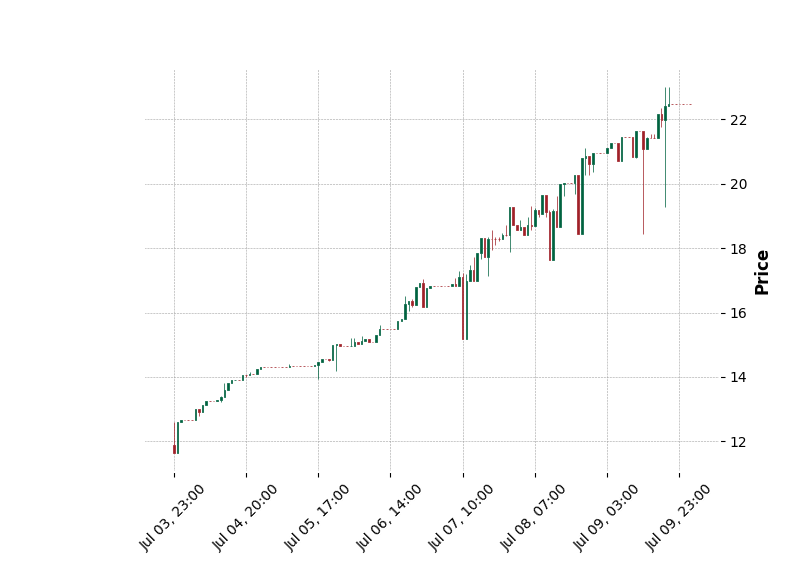 22
20
18
16
14
12
Price
Jul 03, 23:00
Jul 04, 20:00
Jul 05, 17:00
Jul 06, 14:00
Jul 07, 10:00
Jul 08, 07:00
Jul 09, 03:00
Jul 09, 23:00